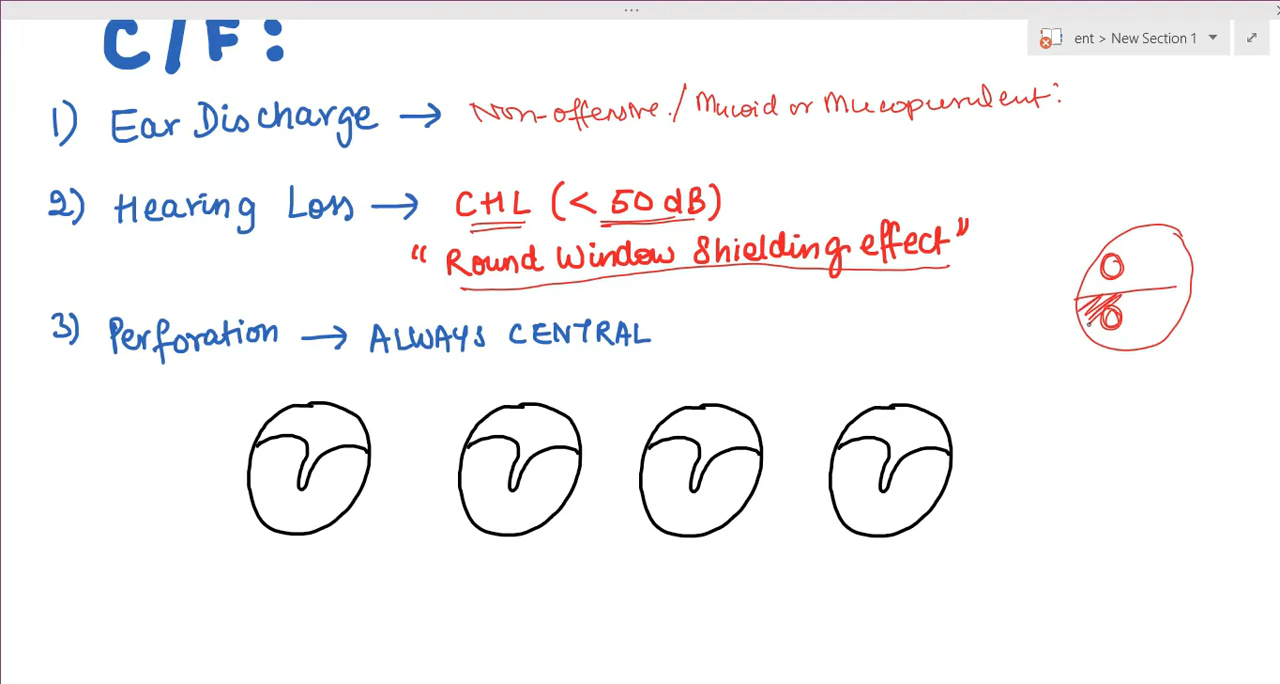 C/F:
ent > New Section 1
1) Ear Discharge → Non-offensive./Mucoid or Mucopurulent:
2) Hearing Loss → CHL (< 50 dB)
"Round Window Shielding effect"
3) Perforation → ALWAYS CENTRAL